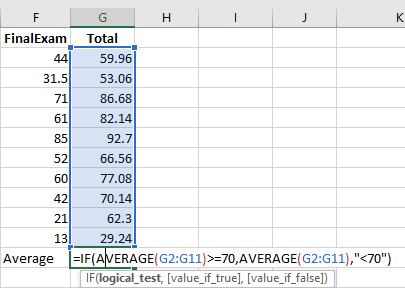 F G H I J K
FinalExam Total
44 59.96
31.5 53.06
71 86.68
61 82.14
85 92.7
52 66.56
60 77.08
42 70.14
21 62.3
13 29.24
Average =IF(AVERAGE(G2:G11)>=70,AVERAGE(G2:G11),"<70")
IF(logical_test, [value_if_true], [value_if_false])